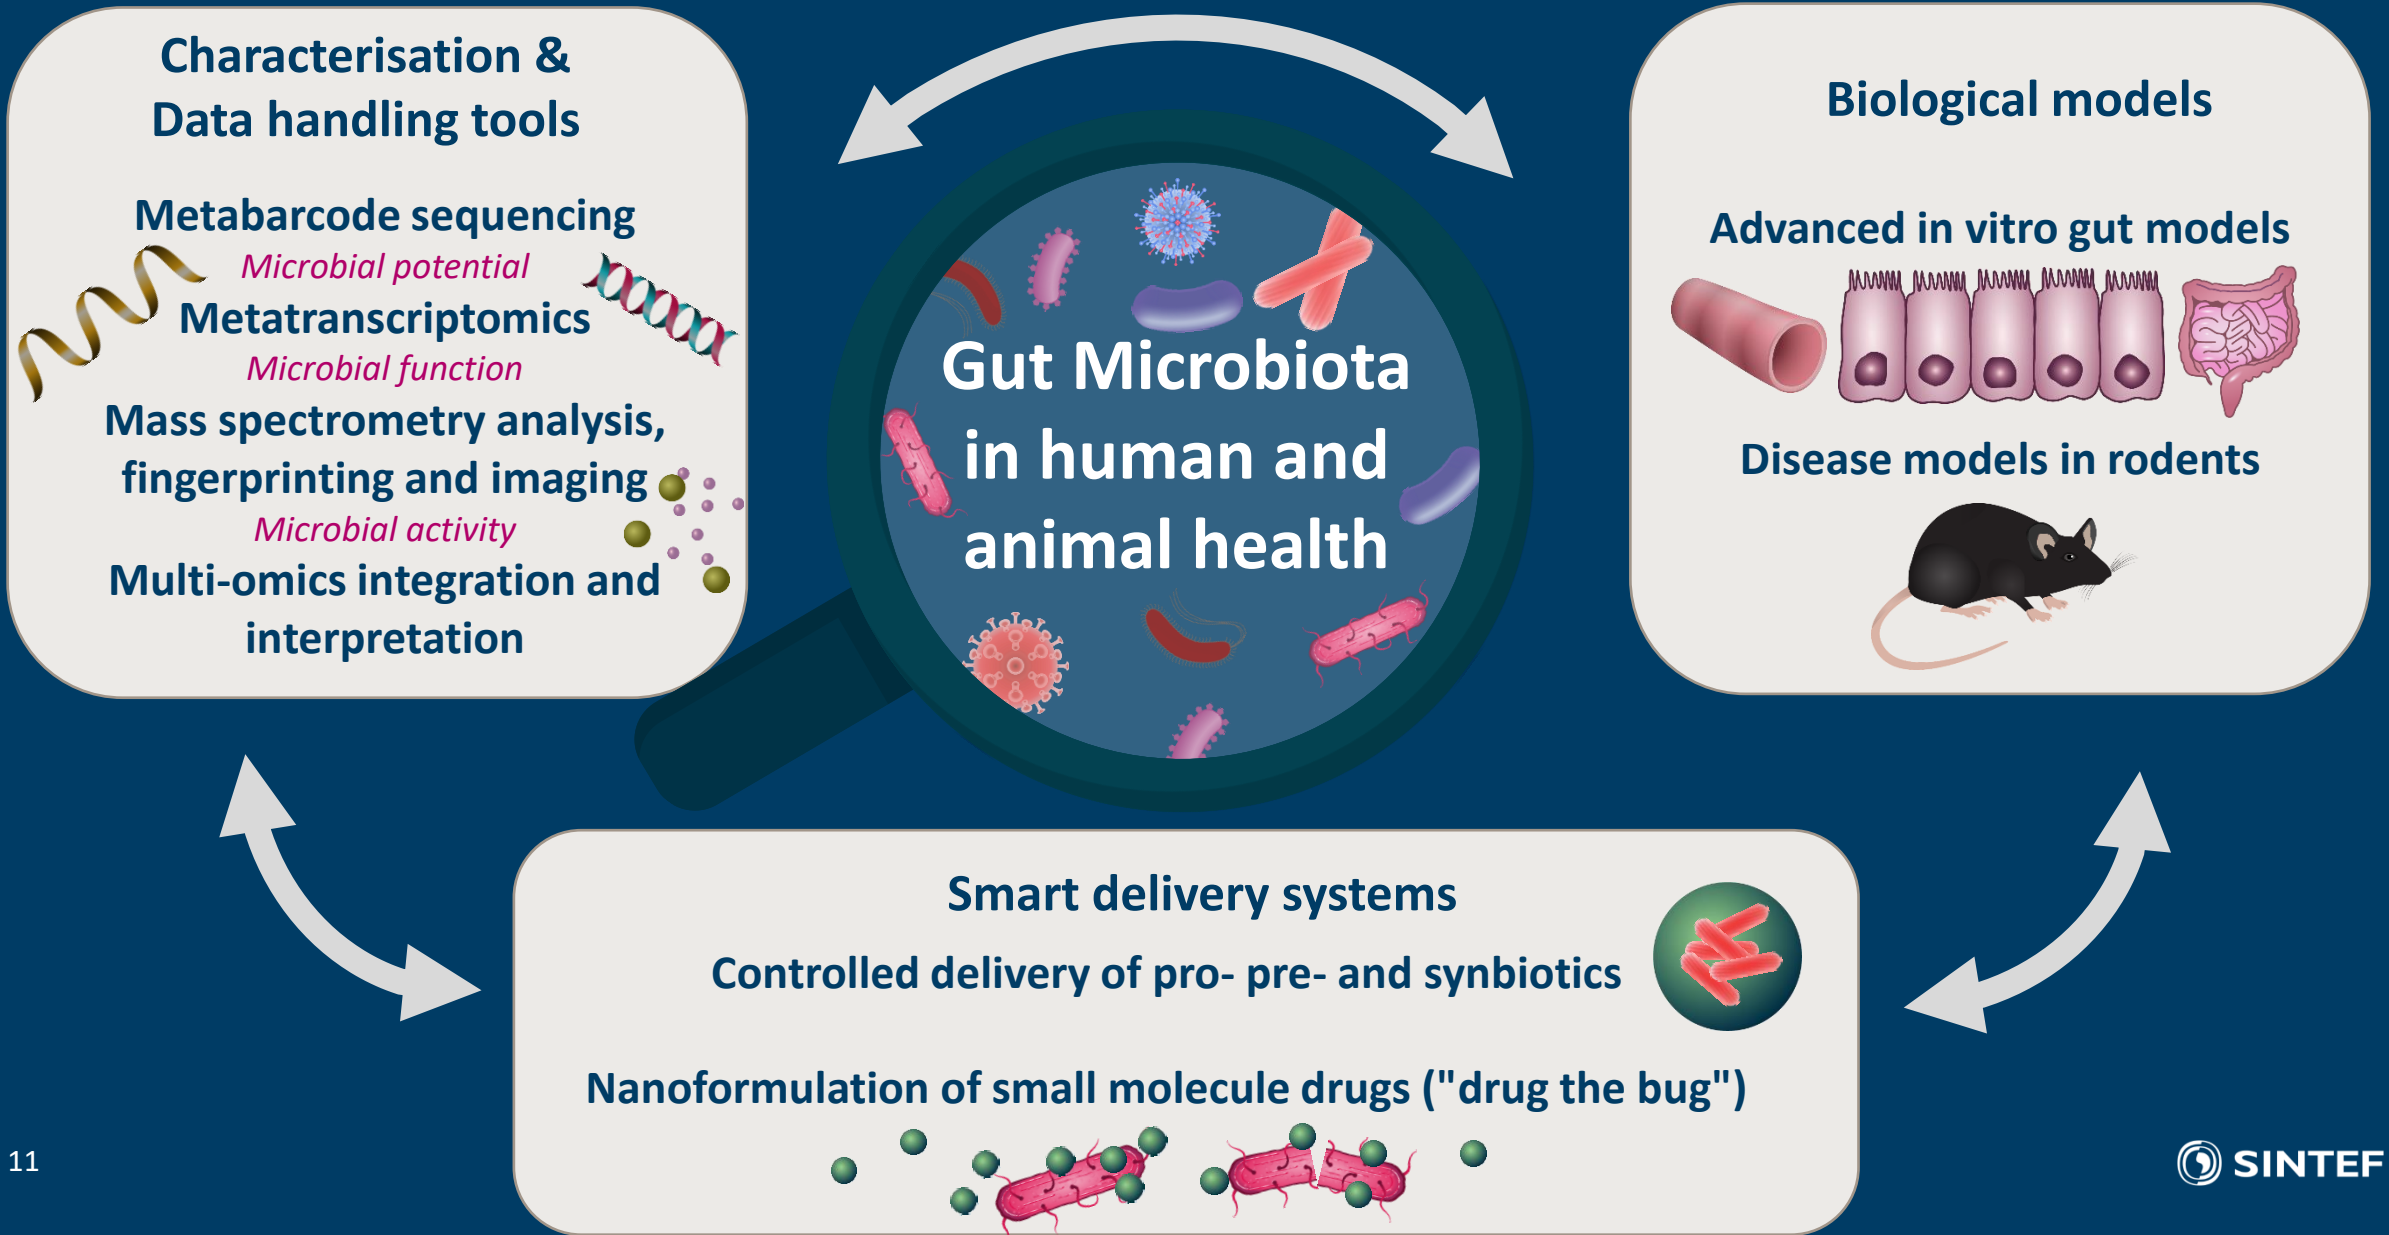 Characterisation &
Data handling tools
Metabarcode sequencing
Microbial potential
Metatranscriptomics
Microbial function
Mass spectrometry analysis,
fingerprinting and imaging
Microbial activity
Multi-omics integration and
interpretation
Gut Microbiota
in human and
animal health
Biological models
Advanced in vitro gut models
Disease models in rodents
Smart delivery systems
Controlled delivery of pro- pre- and synbiotics
Nanoformulation of small molecule drugs ("drug the bug")
11
SINTEF